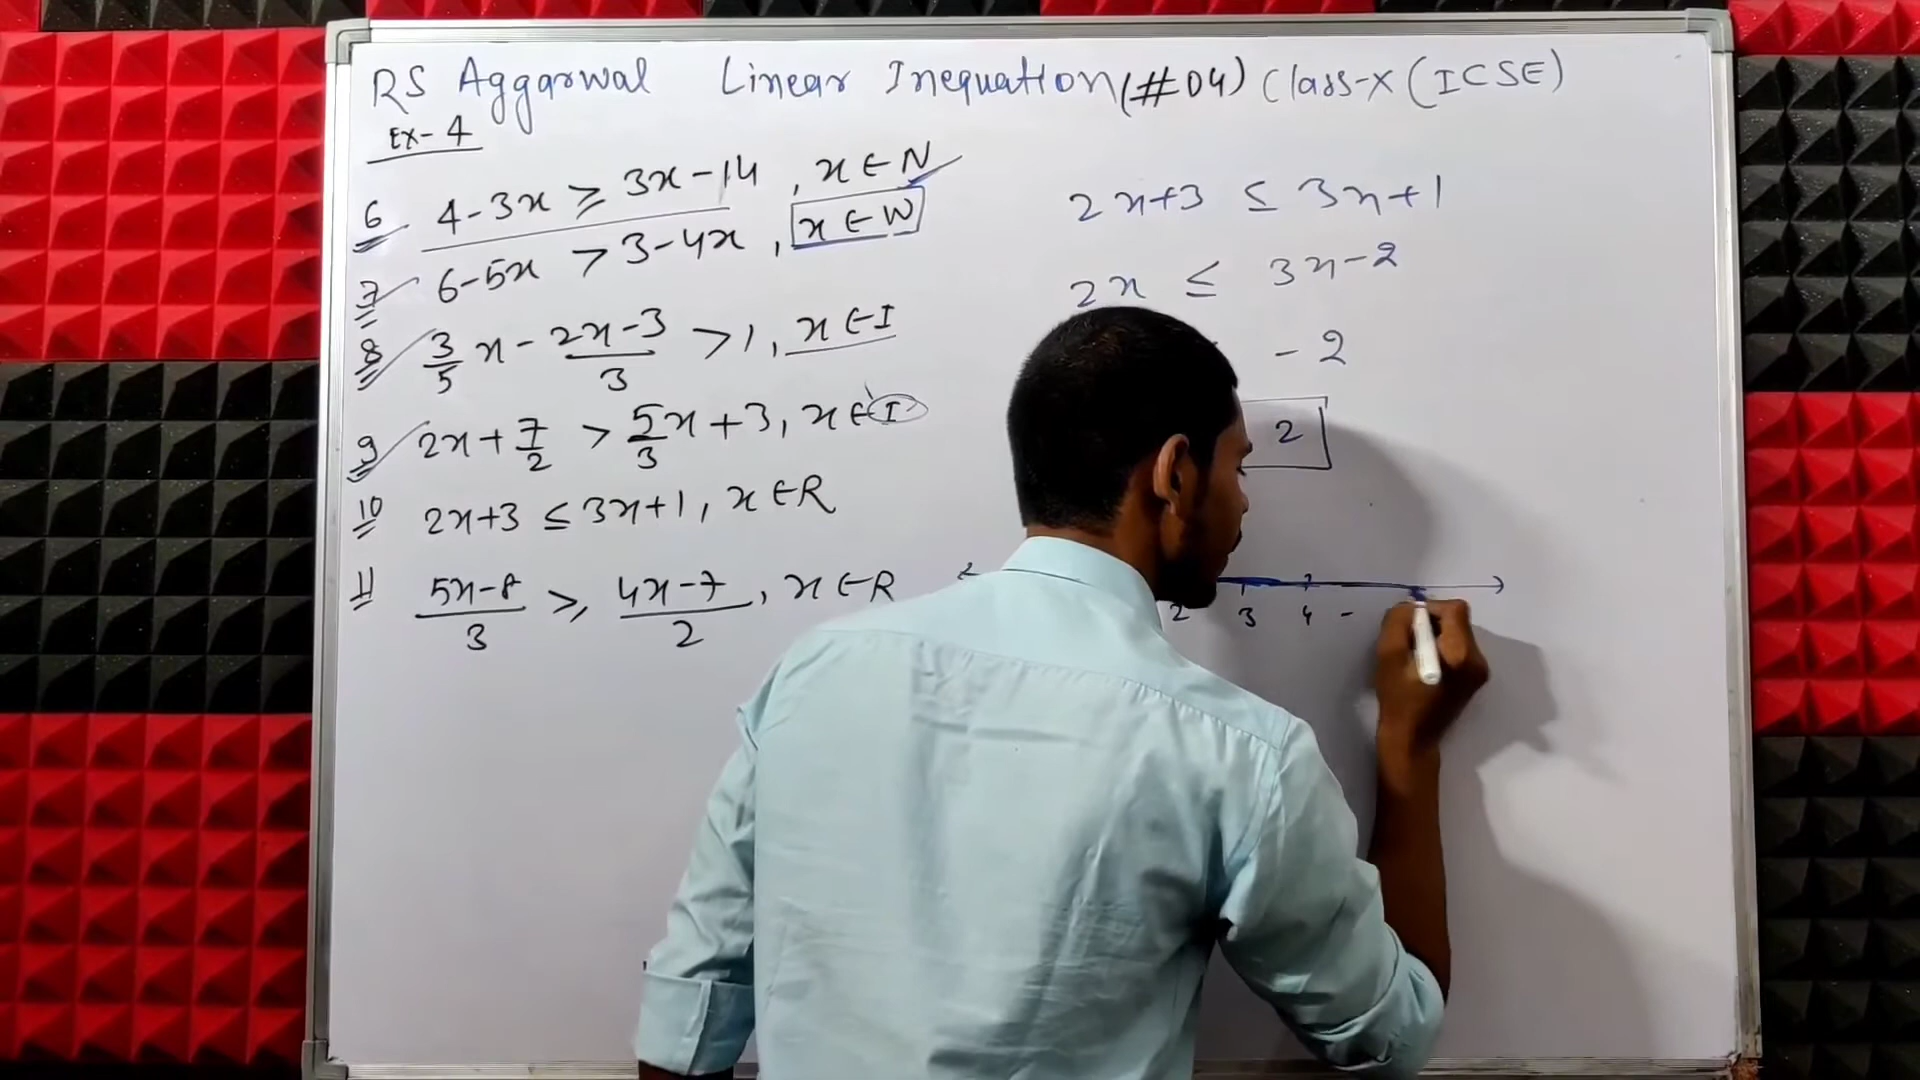 RS Aggarwal Linear Inequation (#04) Class-X (ICSE)
Ex-4
6 4-3x ≥ 3x-14, x∈N
7 6-5x > 3-4x, x∈W
8 3/5 x - 2x-3/3 > 1, x∈I
9 2x+7/2 > 5/3 x+3, x∈I
10 2x+3 ≤ 3x+1, x∈R
11 5x-8/3 ≥ 4x-7/2, x∈R
2x+3 ≤ 3x+1
2x ≤ 3x-2
-2
2
2 3 4 -